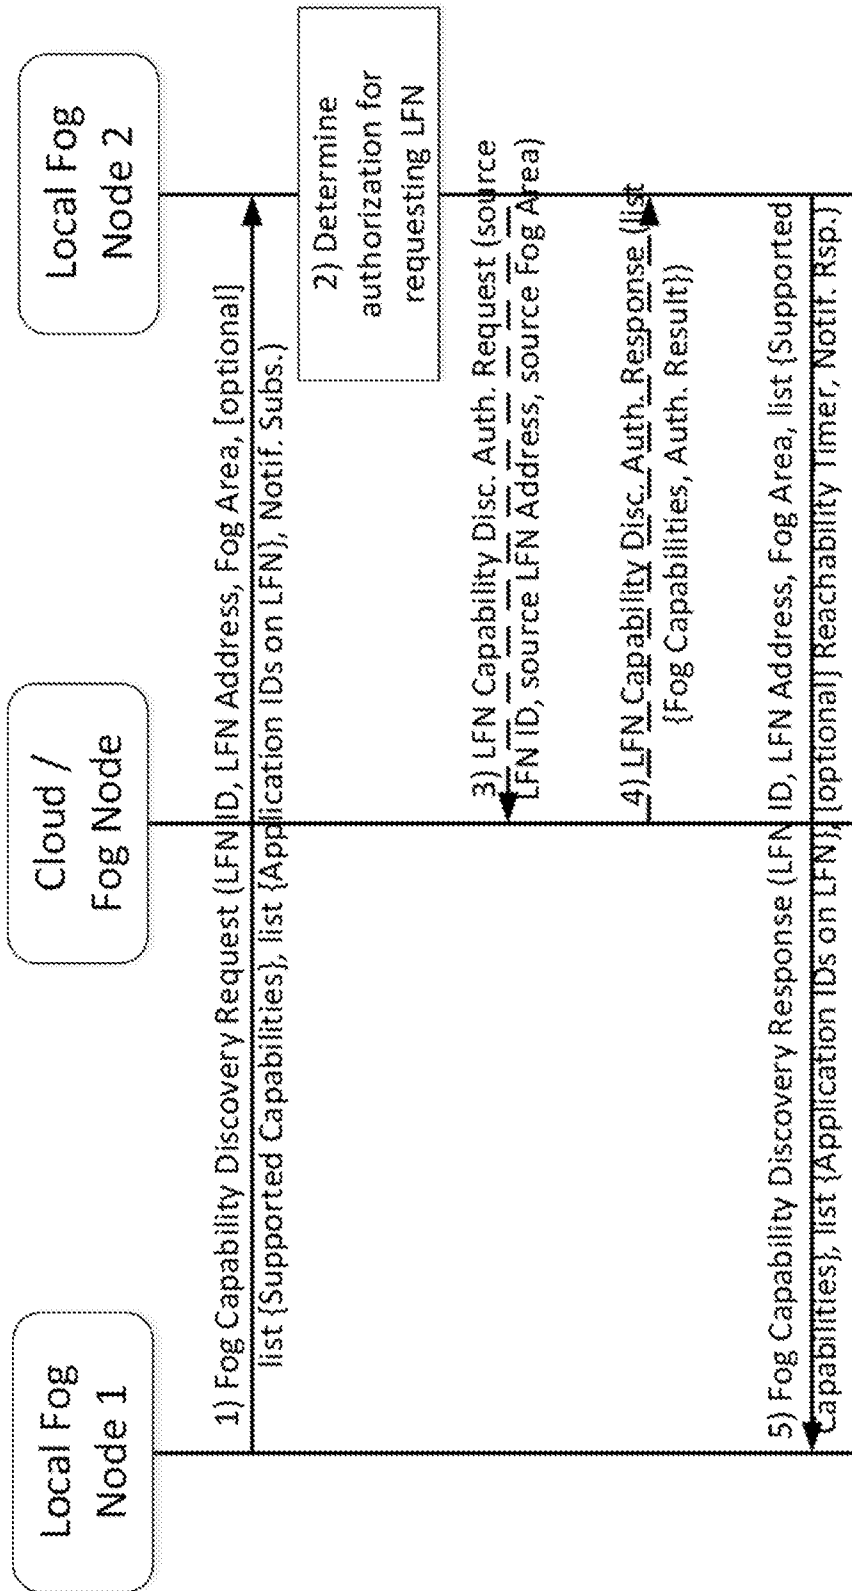 Local Fog
Node 1
Cloud /
Fog Node
Local Fog
Node 2
1) Fog Capability Discovery Request (LFN ID, LFN Address, Fog Area, [optional]
list {Supported Capabilities}, list {Application IDs on LFN}, Notif. Subs.)
2) Determine
authorization for
requesting LFN
3) LFN Capability Disc. Auth. Request (source
LFN ID, source LFN Address, source Fog Area)
4) LFN Capability Disc. Auth. Response (list
{Fog Capabilities, Auth. Result})
5) Fog Capability Discovery Response (LFN ID, LFN Address, Fog Area, list {Supported
Capabilities}, list {Application IDs on LFN}, [optional] Reachability Timer, Notif. Rsp.)